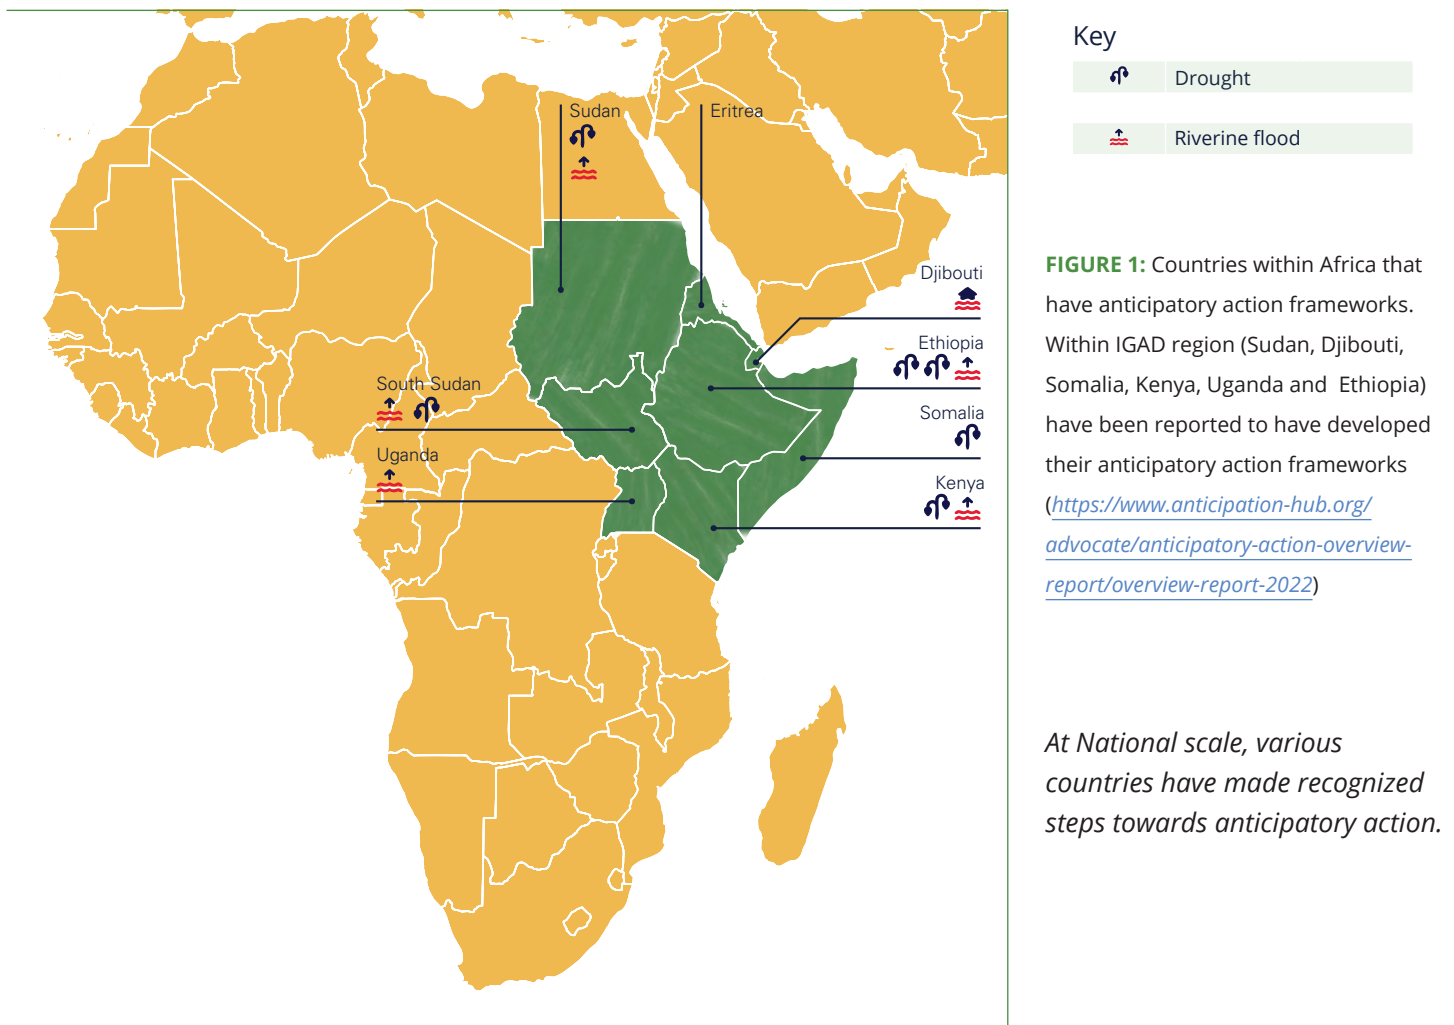 Sudan
Eritrea
Djibouti
Ethiopia
South Sudan
Somalia
Uganda
Kenya
Key
Drought
Riverine flood
FIGURE 1: Countries within Africa that
have anticipatory action frameworks.
Within IGAD region (Sudan, Djibouti,
Somalia, Kenya, Uganda and Ethiopia)
have been reported to have developed
their anticipatory action frameworks
(https://www.anticipation-hub.org/
advocate/anticipatory-action-overview-
report/overview-report-2022)
At National scale, various
countries have made recognized
steps towards anticipatory action.